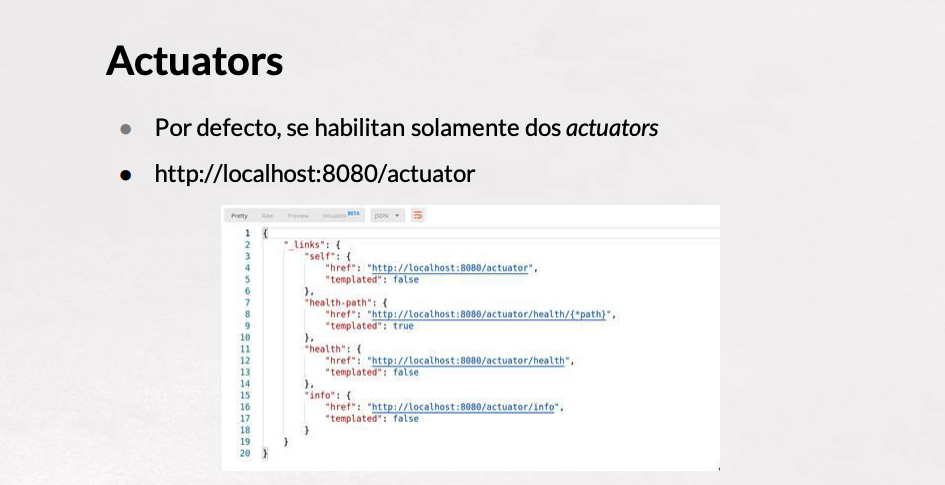 Actuators
Por defecto, se habilitan solamente dos actuators
http://localhost:8080/actuator
Pretty Raw Preview Visualize BETA JSON
1 {
2 "_links": {
3 "self": {
4 "href": "http://localhost:8080/actuator",
5 "templated": false
6 },
7 "health-path": {
8 "href": "http://localhost:8080/actuator/health/{*path}",
9 "templated": true
10 },
11 "health": {
12 "href": "http://localhost:8080/actuator/health",
13 "templated": false
14 },
15 "info": {
16 "href": "http://localhost:8080/actuator/info",
17 "templated": false
18 }
19 }
20 }